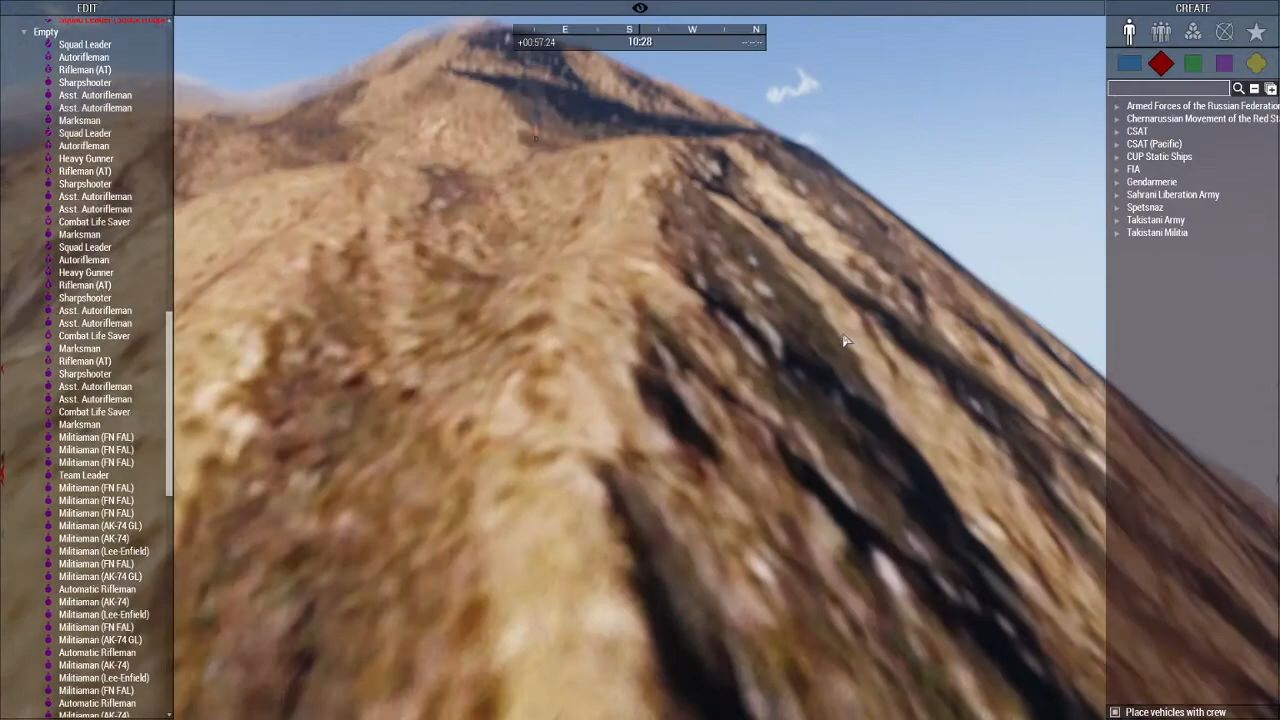 EDIT
CREATE
Empty
Squad Leader
Autorifleman
Rifleman (AT)
Sharpshooter
Asst. Autorifleman
Asst. Autorifleman
Marksman
Squad Leader
Autorifleman
Heavy Gunner
Rifleman (AT)
Sharpshooter
Asst. Autorifleman
Asst. Autorifleman
Combat Life Saver
Marksman
Squad Leader
Autorifleman
Heavy Gunner
Rifleman (AT)
Sharpshooter
Asst. Autorifleman
Asst. Autorifleman
Combat Life Saver
Marksman
Rifleman (AT)
Sharpshooter
Asst. Autorifleman
Asst. Autorifleman
Combat Life Saver
Marksman
Militiaman (FN FAL)
Militiaman (FN FAL)
Militiaman (FN FAL)
Team Leader
Militiaman (FN FAL)
Militiaman (FN FAL)
Militiaman (FN FAL)
Militiaman (AK-74 GL)
Militiaman (AK-74)
Militiaman (Lee-Enfield)
Militiaman (FN FAL)
Militiaman (AK-74 GL)
Automatic Rifleman
Militiaman (AK-74)
Militiaman (Lee-Enfield)
Militiaman (FN FAL)
Militiaman (AK-74 GL)
Automatic Rifleman
Militiaman (AK-74)
Militiaman (Lee-Enfield)
Militiaman (FN FAL)
Automatic Rifleman
Militiaman (AK-74)
E S W N
+00:57:24 10:28 --:--:--
Armed Forces of the Russian Federation
Chernarussian Movement of the Red St
CSAT
CSAT (Pacific)
CUP Static Ships
FIA
Gendarmerie
Sahrani Liberation Army
Spetsnaz
Takistani Army
Takistani Militia
Place vehicles with crew